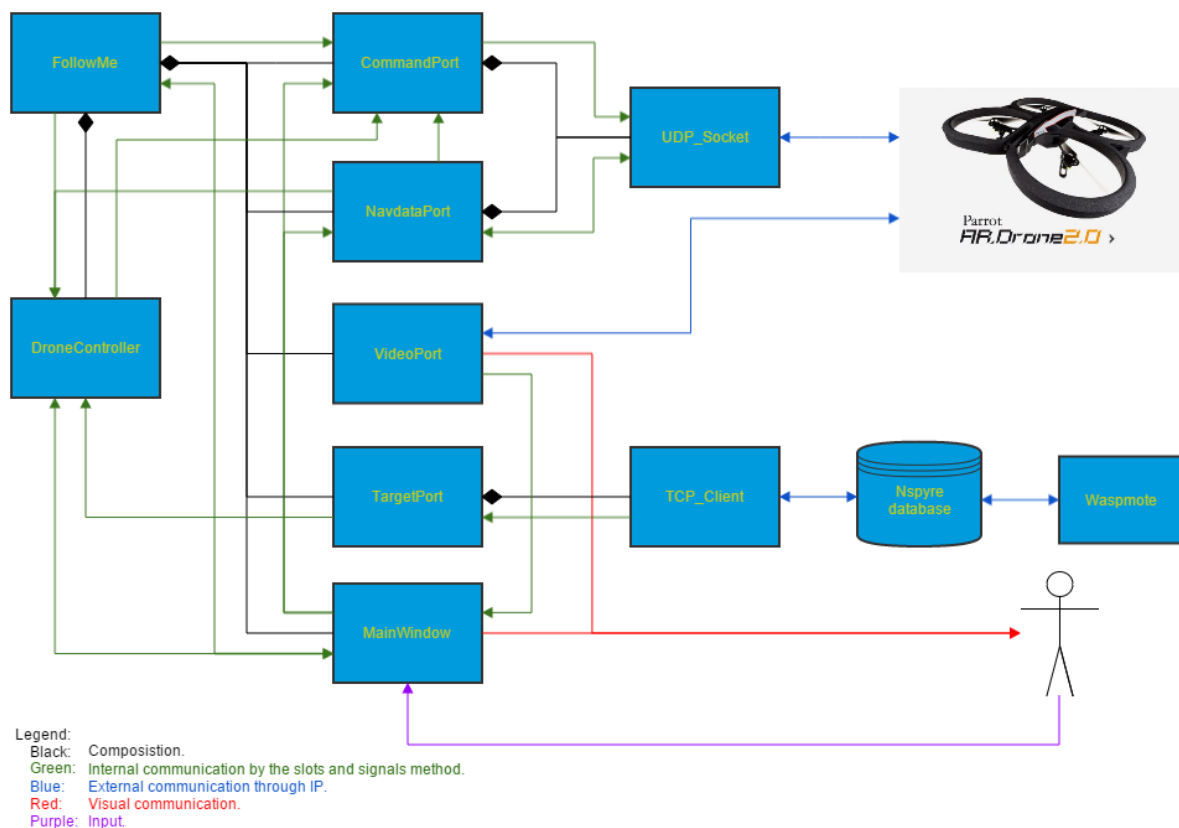 FollowMe
CommandPort
UDP_Socket
NavdataPort
Parrot
AR.Drone2.0 ›
DroneController
VideoPort
TargetPort
TCP_Client
Nspyre
database
Waspmote
MainWindow
Legend:
Black: Composistion.
Green: Internal communication by the slots and signals method.
Blue: External communication through IP.
Red: Visual communication.
Purple: Input.